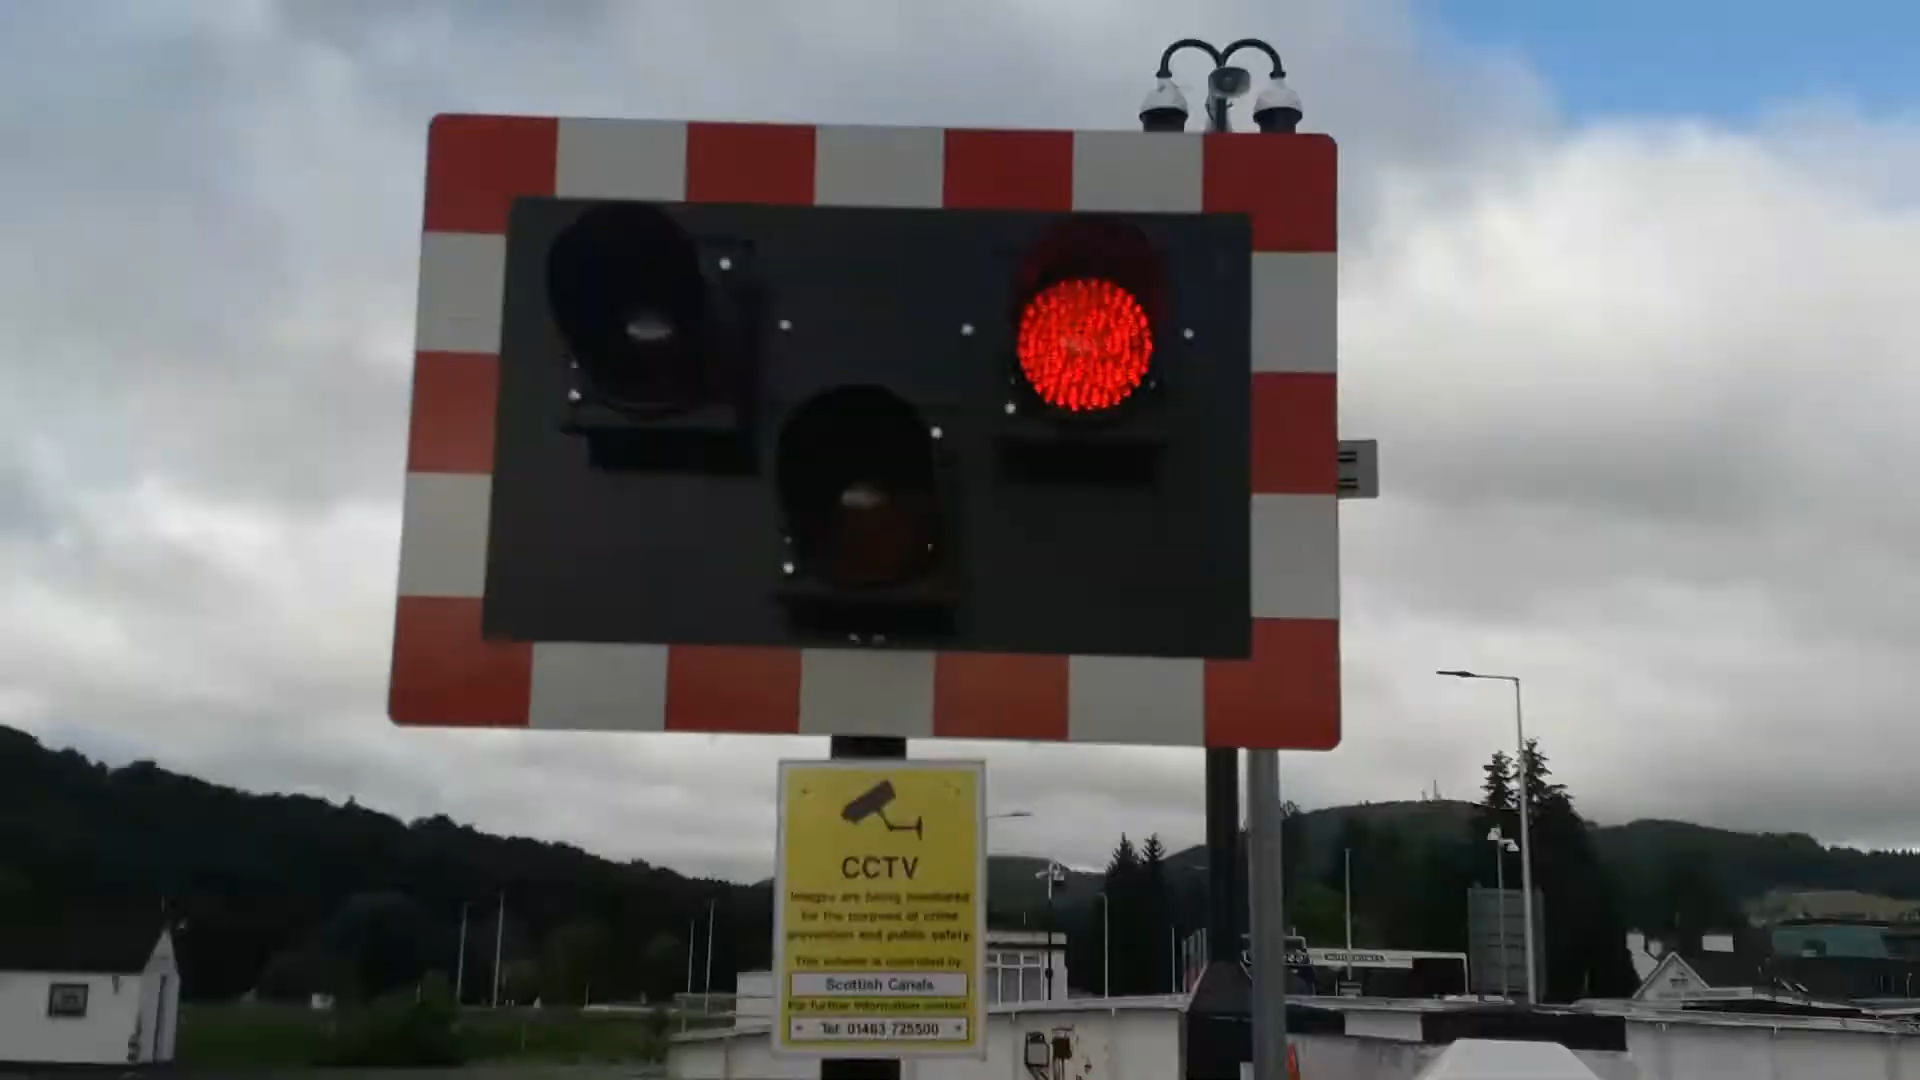 CCTV
Images are being monitored
for the purposes of crime
prevention and public safety
This scheme is controlled by
Scottish Canals
For further information contact
Tel: 01463 725500